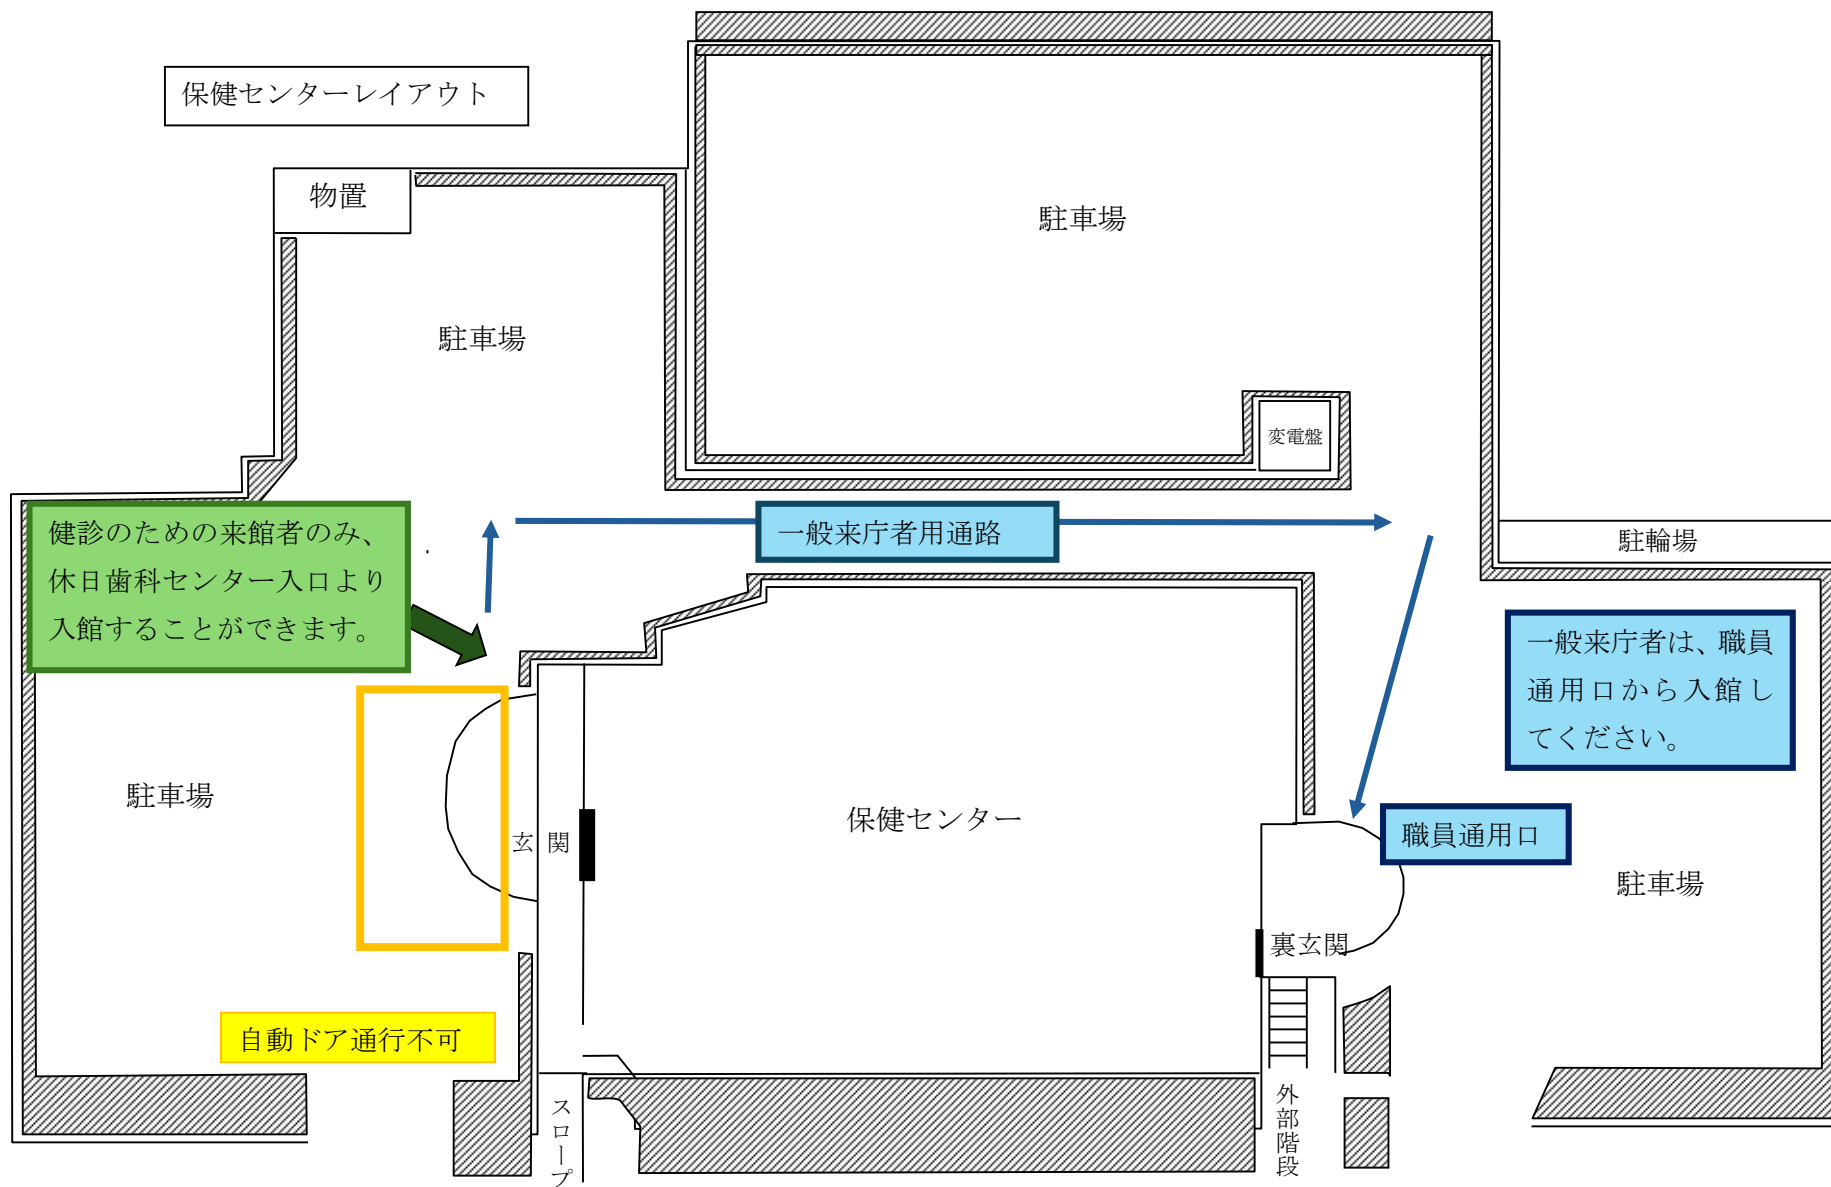 保健センターレイアウト
物置
駐車場
駐車場
変電盤
健診のための来館者のみ、
休日歯科センター入口より
入館することができます。
一般来庁者用通路
駐輪場
一般来庁者は、職員
通用口から入館し
てください。
駐車場
玄関
保健センター
職員通用口
駐車場
裏玄関
自動ドア通行不可
スロープ
外部階段